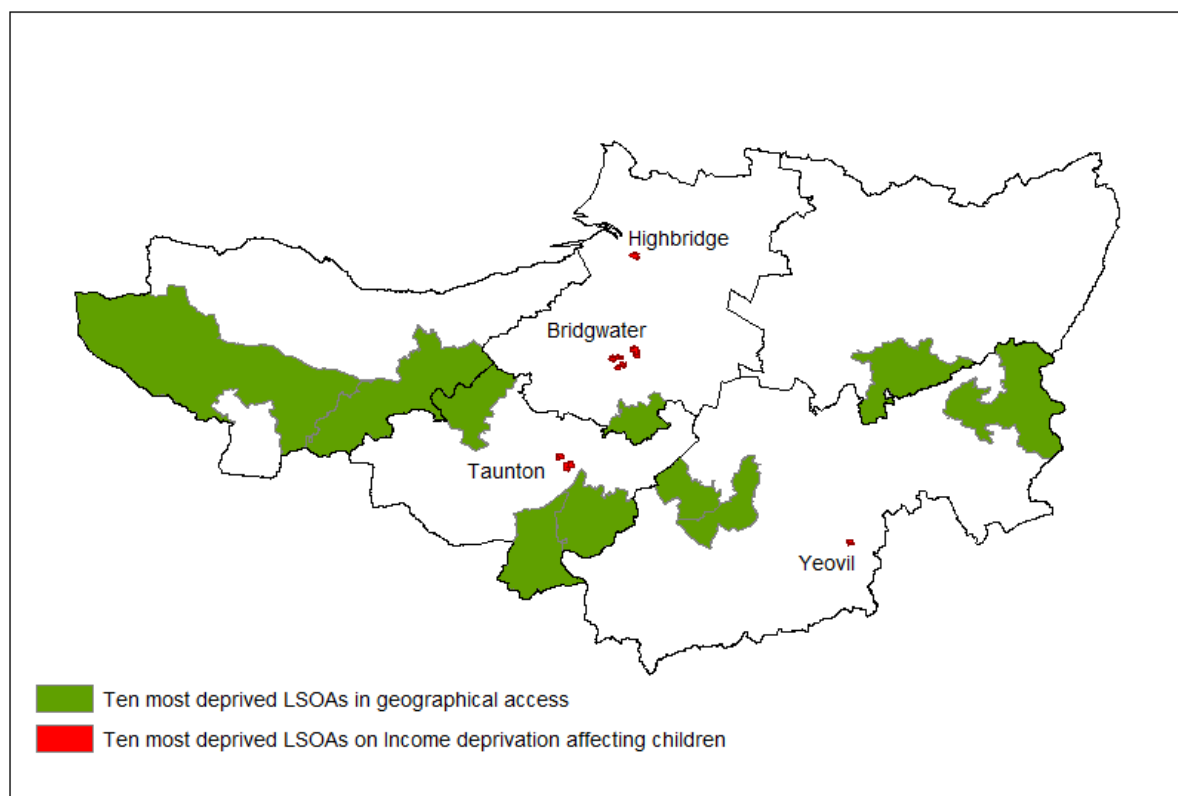 Highbridge
Bridgwater
Taunton
Yeovil
Ten most deprived LSOAs in geographical access
Ten most deprived LSOAs on Income deprivation affecting children